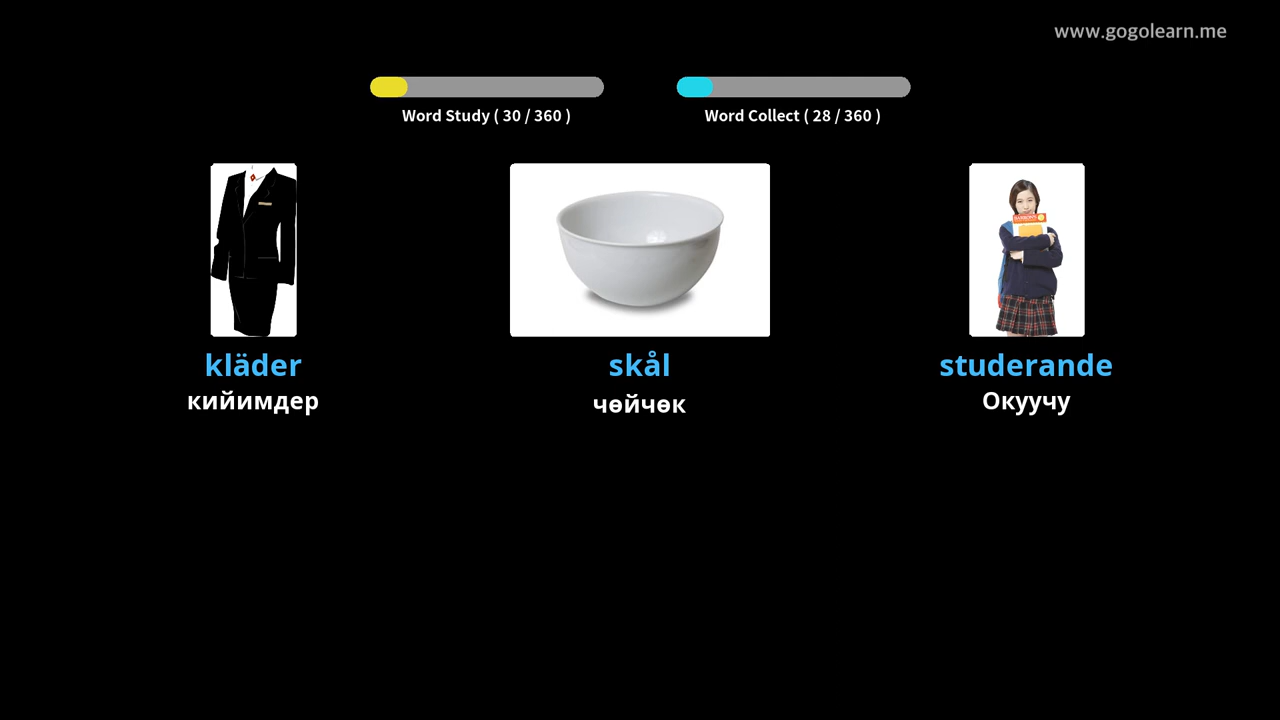 www.gogolearn.me
Word Study ( 30 / 360 )
Word Collect ( 28 / 360 )
kläder
skål
studerande
кийимдер
чөйчөк
Окуучу